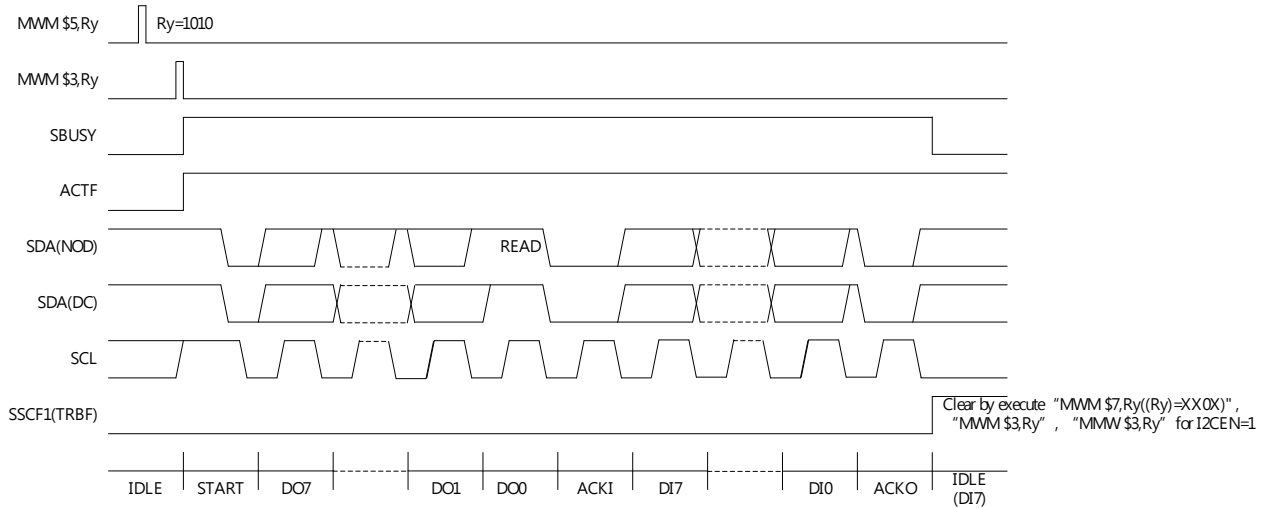 MWM $5,Ry
Ry=1010
MWM $3,Ry
SBUSY
ACTF
SDA(NOD)
READ
SDA(DC)
SCL
SSCF1(TRBF)
Clear by execute “MWM $7,Ry((Ry)=XX0X)",
“MWM $3,Ry” , “MMW $3,Ry” for I2CEN=1
IDLE START DO7 DO1 DO0 ACKI DI7 DI0 ACKO IDLE
(DI7)